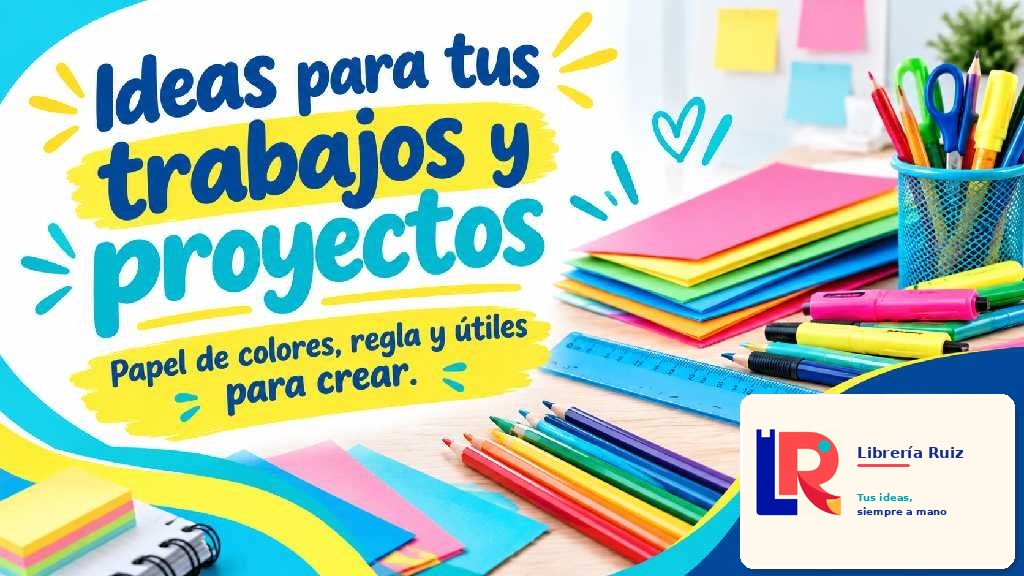 Ideas para tus
trabajos y
proyectos
Papel de colores, regla y útiles
para crear.
LR
Librería Ruiz
Tus ideas,
siempre a mano